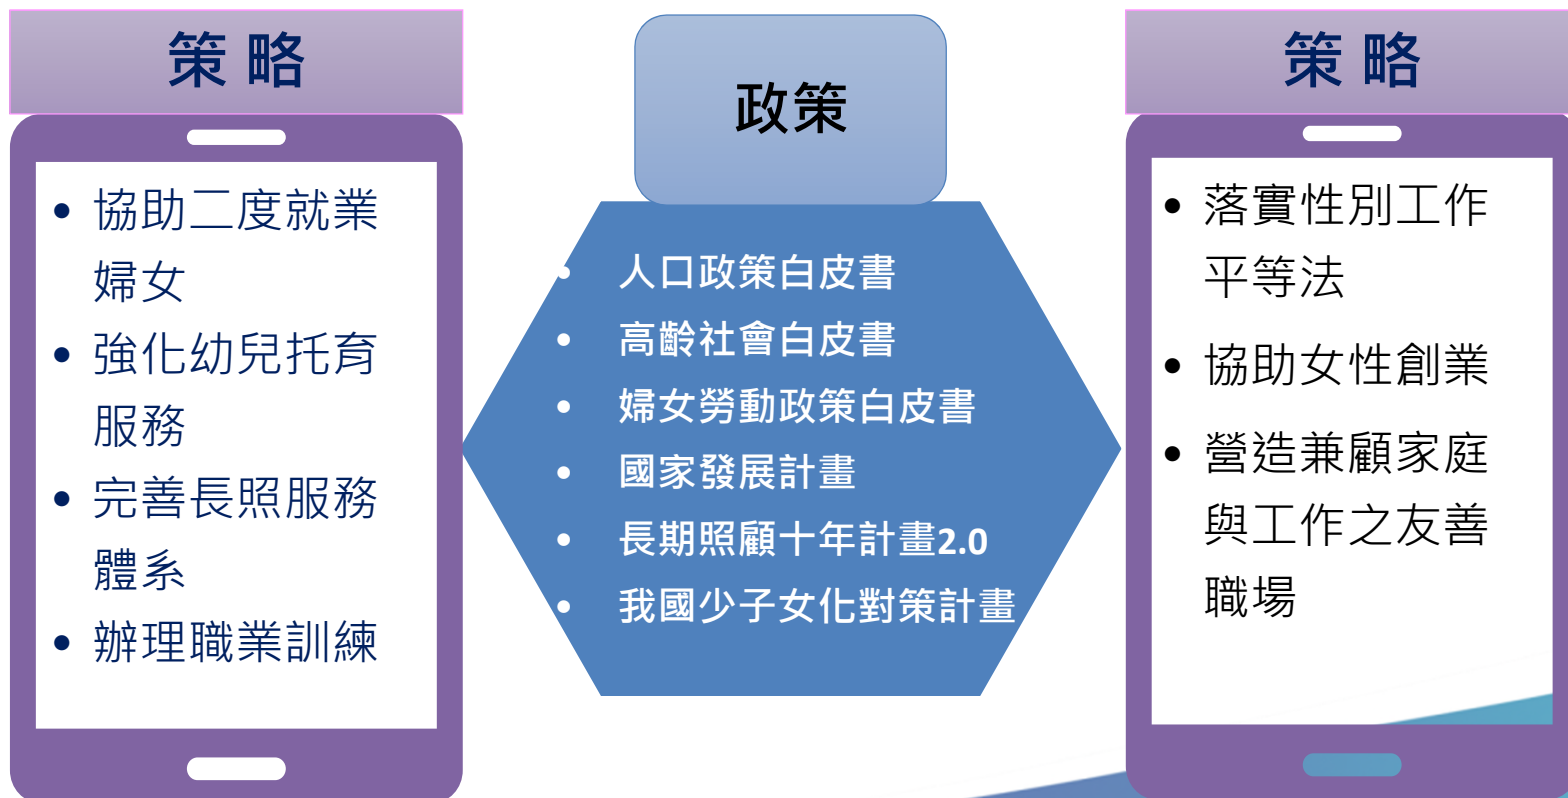 策 略
• 協助二度就業
婦女
• 強化幼兒托育
服務
• 完善長照服務
體系
• 辦理職業訓練
政策
• 人口政策白皮書
• 高齡社會白皮書
• 婦女勞動政策白皮書
• 國家發展計畫
• 長期照顧十年計畫2.0
• 我國少子女化對策計畫
策 略
• 落實性別工作
平等法
• 協助女性創業
• 營造兼顧家庭
與工作之友善
職場